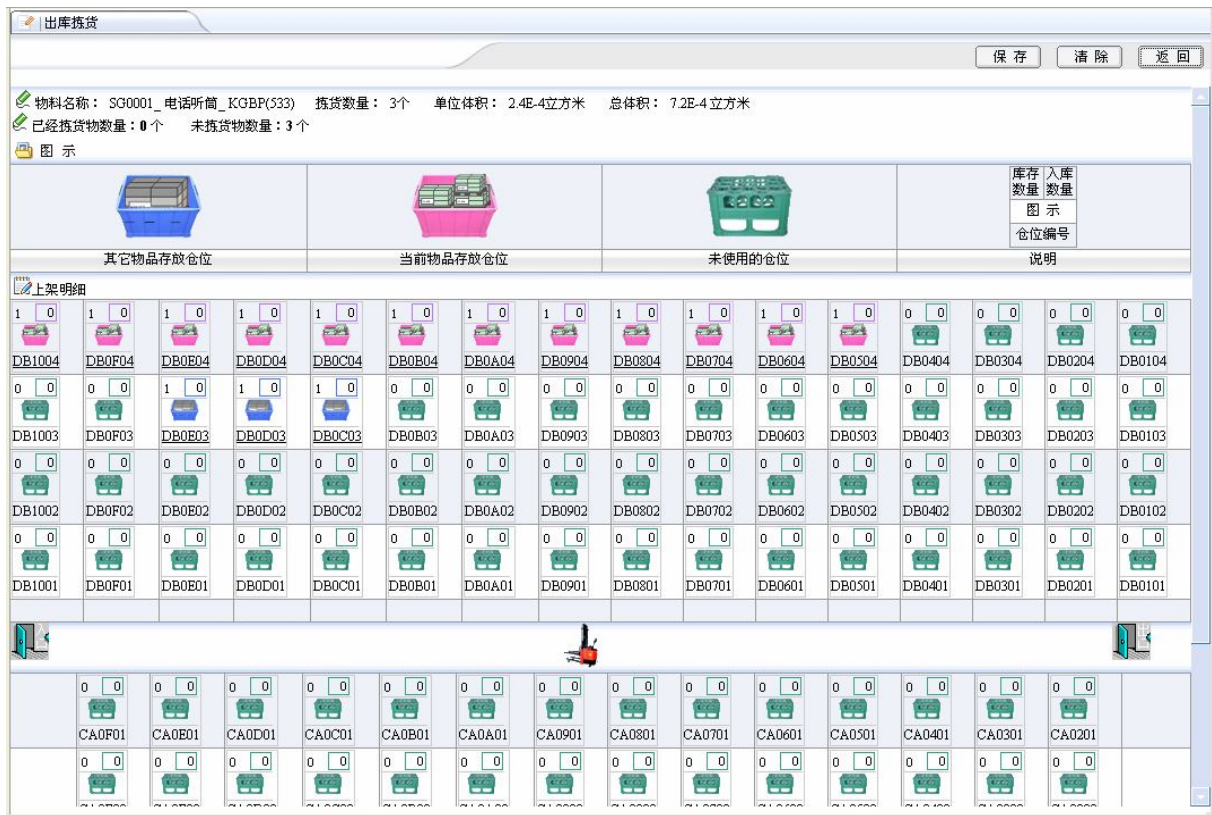 出库拣货
保 存 清 除 返 回
物料名称： SG0001_ 电话听筒_ KGBP(533) 拣货数量： 3个 单位体积： 2.4E-4立方米 总体积： 7.2E-4 立方米
已经拣货物数量：0 个 未拣货物数量：3 个
图 示
库存 入库
数量 数量
图 示
仓位编号
其它物品存放仓位 当前物品存放仓位 未使用的仓位 说明
上架明细
1 0 1 0 1 0 1 0 1 0 1 0 1 0 1 0 1 0 1 0 1 0 1 0 0 0 0 0 0 0 0 0
DB1004 DB0F04 DB0E04 DB0D04 DB0C04 DB0B04 DB0A04 DB0904 DB0804 DB0704 DB0604 DB0504 DB0404 DB0304 DB0204 DB0104
0 0 0 0 1 0 1 0 1 0 0 0 0 0 0 0 0 0 0 0 0 0 0 0 0 0 0 0 0 0 0 0
DB1003 DB0F03 DB0E03 DB0D03 DB0C03 DB0B03 DB0A03 DB0903 DB0803 DB0703 DB0603 DB0503 DB0403 DB0303 DB0203 DB0103
0 0 0 0 0 0 0 0 0 0 0 0 0 0 0 0 0 0 0 0 0 0 0 0 0 0 0 0 0 0 0 0
DB1002 DB0F02 DB0E02 DB0D02 DB0C02 DB0B02 DB0A02 DB0902 DB0802 DB0702 DB0602 DB0502 DB0402 DB0302 DB0202 DB0102
0 0 0 0 0 0 0 0 0 0 0 0 0 0 0 0 0 0 0 0 0 0 0 0 0 0 0 0 0 0 0 0
DB1001 DB0F01 DB0E01 DB0D01 DB0C01 DB0B01 DB0A01 DB0901 DB0801 DB0701 DB0601 DB0501 DB0401 DB0301 DB0201 DB0101
0 0 0 0 0 0 0 0 0 0 0 0 0 0 0 0 0 0 0 0 0 0 0 0 0 0 0 0
CA0F01 CA0E01 CA0D01 CA0C01 CA0B01 CA0A01 CA0901 CA0801 CA0701 CA0601 CA0501 CA0401 CA0301 CA0201
0 0 0 0 0 0 0 0 0 0 0 0 0 0 0 0 0 0 0 0 0 0 0 0 0 0 0 0